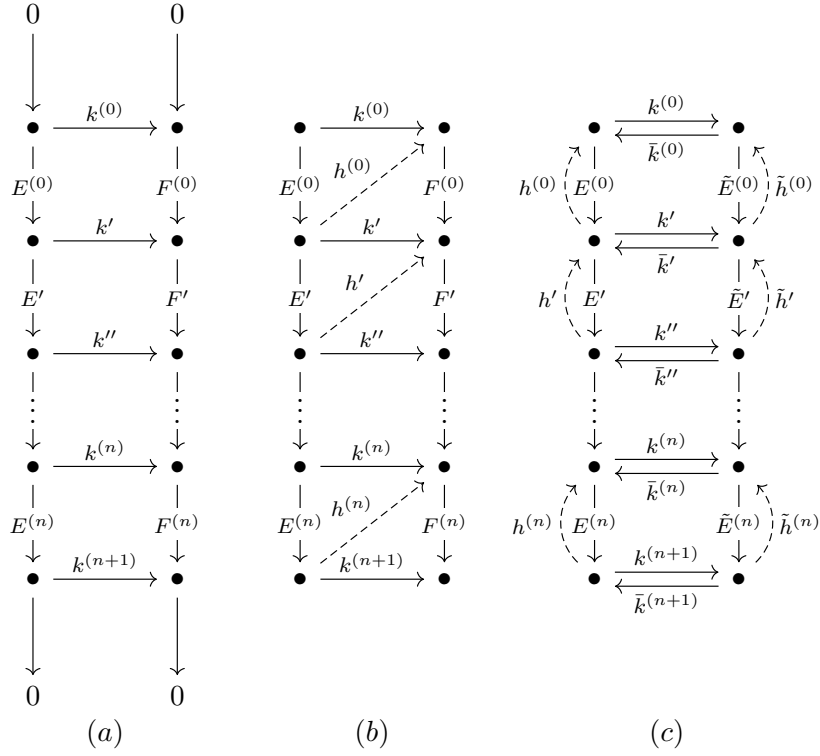 0 0
k^{(0)} k^{(0)} k^{(0)}
h^{(0)} \bar{k}^{(0)}
E^{(0)} F^{(0)} E^{(0)} F^{(0)} h^{(0)} E^{(0)} \tilde{E}^{(0)} \tilde{h}^{(0)}
k' k' k'
h' \bar{k}'
E' F' E' F' h' E' \tilde{E}' \tilde{h}'
k'' k'' k''
\bar{k}''
⋮ ⋮ ⋮ ⋮ ⋮ ⋮
k^{(n)} k^{(n)} k^{(n)}
h^{(n)} \bar{k}^{(n)}
E^{(n)} F^{(n)} E^{(n)} F^{(n)} h^{(n)} E^{(n)} \tilde{E}^{(n)} \tilde{h}^{(n)}
k^{(n+1)} k^{(n+1)} k^{(n+1)}
\bar{k}^{(n+1)}
0 0
(a) (b) (c)